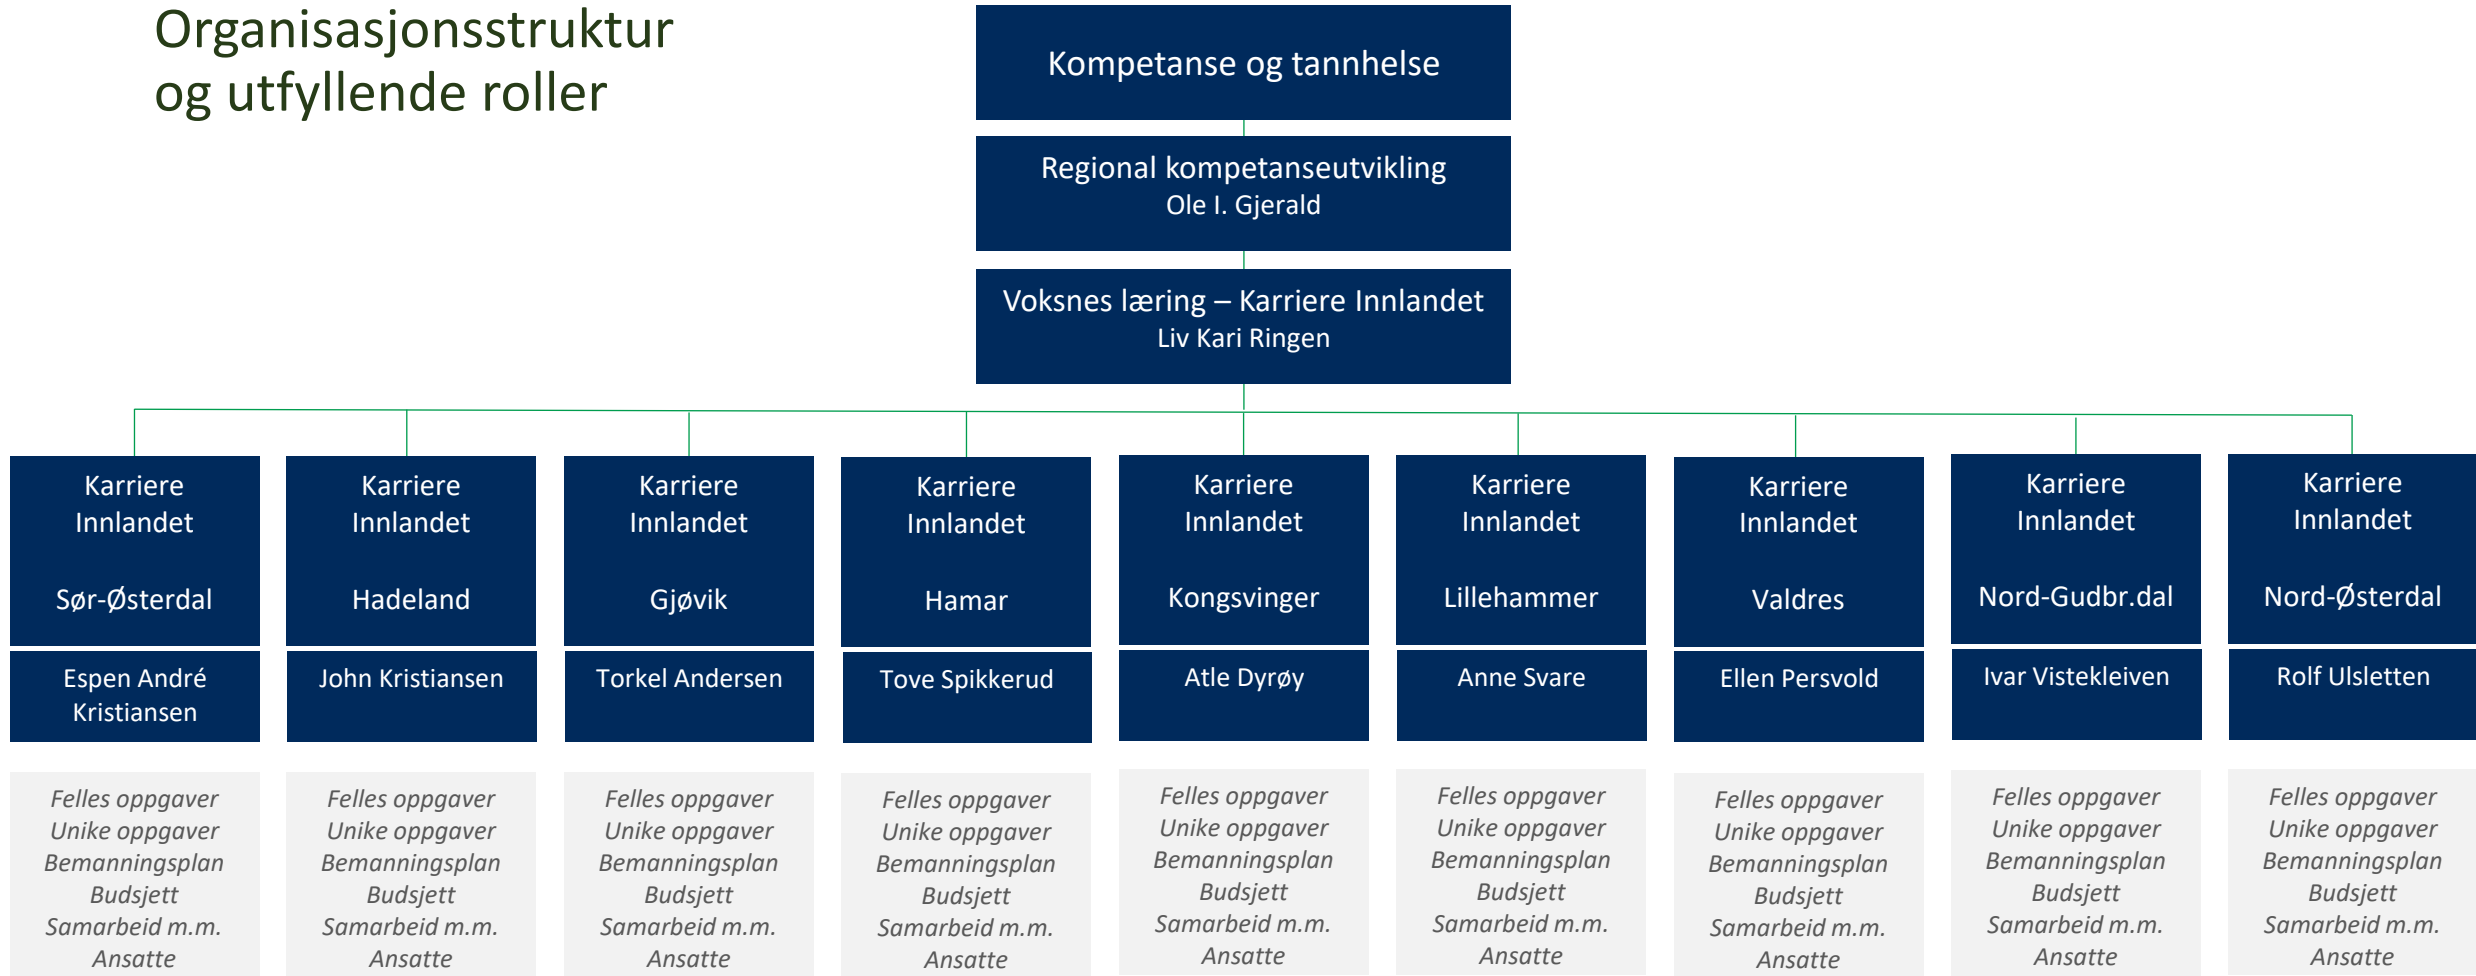 Organisasjonsstruktur
og utfyllende roller
Kompetanse og tannhelse
Regional kompetanseutvikling
Ole I. Gjerald
Voksnes læring – Karriere Innlandet
Liv Kari Ringen
Karriere
Innlandet
Sør-Østerdal
Espen André
Kristiansen
Felles oppgaver
Unike oppgaver
Bemanningsplan
Budsjett
Samarbeid m.m.
Ansatte
Karriere
Innlandet
Hadeland
John Kristiansen
Felles oppgaver
Unike oppgaver
Bemanningsplan
Budsjett
Samarbeid m.m.
Ansatte
Karriere
Innlandet
Gjøvik
Torkel Andersen
Felles oppgaver
Unike oppgaver
Bemanningsplan
Budsjett
Samarbeid m.m.
Ansatte
Karriere
Innlandet
Hamar
Tove Spikkerud
Felles oppgaver
Unike oppgaver
Bemanningsplan
Budsjett
Samarbeid m.m.
Ansatte
Karriere
Innlandet
Kongsvinger
Atle Dyrøy
Felles oppgaver
Unike oppgaver
Bemanningsplan
Budsjett
Samarbeid m.m.
Ansatte
Karriere
Innlandet
Lillehammer
Anne Svare
Felles oppgaver
Unike oppgaver
Bemanningsplan
Budsjett
Samarbeid m.m.
Ansatte
Karriere
Innlandet
Valdres
Ellen Persvold
Felles oppgaver
Unike oppgaver
Bemanningsplan
Budsjett
Samarbeid m.m.
Ansatte
Karriere
Innlandet
Nord-Gudbr.dal
Ivar Vistekleiven
Felles oppgaver
Unike oppgaver
Bemanningsplan
Budsjett
Samarbeid m.m.
Ansatte
Karriere
Innlandet
Nord-Østerdal
Rolf Ulsletten
Felles oppgaver
Unike oppgaver
Bemanningsplan
Budsjett
Samarbeid m.m.
Ansatte